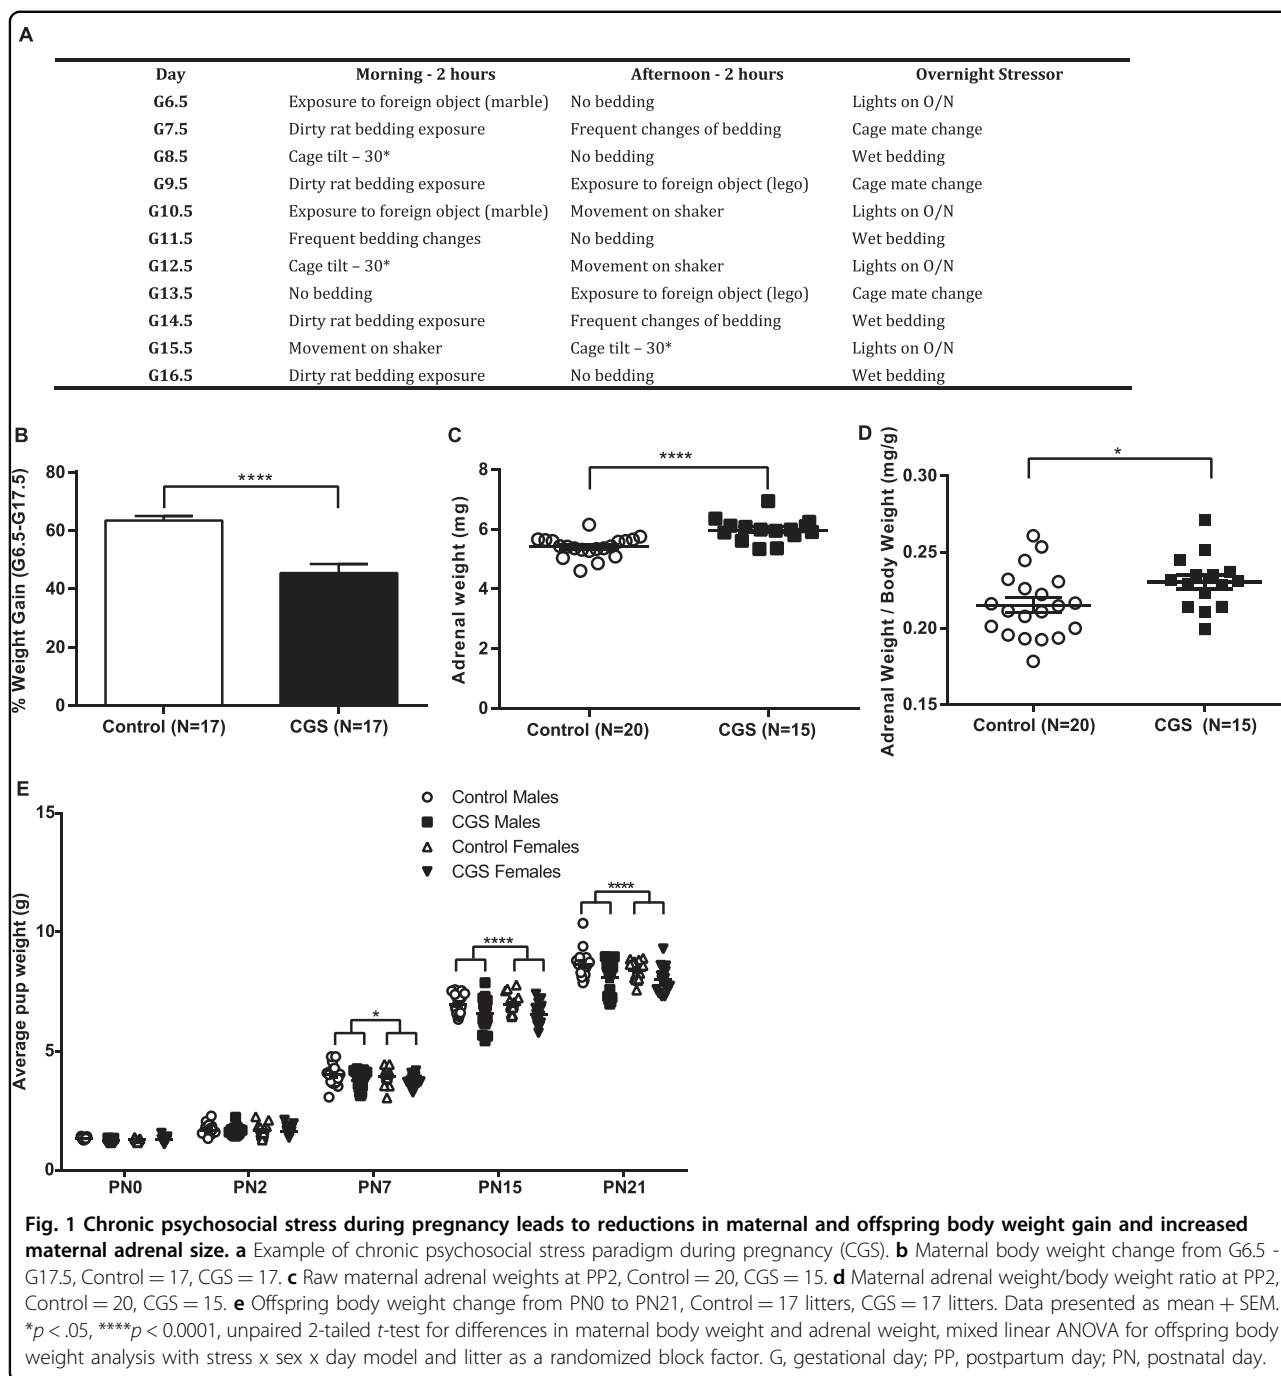 A
Day Morning - 2 hours Afternoon - 2 hours Overnight Stressor
G6.5 Exposure to foreign object (marble) No bedding Lights on O/N
G7.5 Dirty rat bedding exposure Frequent changes of bedding Cage mate change
G8.5 Cage tilt – 30* No bedding Wet bedding
G9.5 Dirty rat bedding exposure Exposure to foreign object (lego) Cage mate change
G10.5 Exposure to foreign object (marble) Movement on shaker Lights on O/N
G11.5 Frequent bedding changes No bedding Wet bedding
G12.5 Cage tilt – 30* Movement on shaker Lights on O/N
G13.5 No bedding Exposure to foreign object (lego) Cage mate change
G14.5 Dirty rat bedding exposure Frequent changes of bedding Wet bedding
G15.5 Movement on shaker Cage tilt – 30* Lights on O/N
G16.5 Dirty rat bedding exposure No bedding Wet bedding
B
% Weight Gain (G6.5-G17.5)
80
60
40
20
0
****
Control (N=17) CGS (N=17)
C
Adrenal weight (mg)
8
6
4
2
0
****
Control (N=20) CGS (N=15)
D
Adrenal Weight / Body Weight (mg/g)
0.30
0.25
0.20
0.15
*
Control (N=20) CGS (N=15)
E
Average pup weight (g)
15
10
5
0
Control Males
CGS Males
Control Females
CGS Females
*
****
****
PN0 PN2 PN7 PN15 PN21
Fig. 1 Chronic psychosocial stress during pregnancy leads to reductions in maternal and offspring body weight gain and increased
maternal adrenal size. a Example of chronic psychosocial stress paradigm during pregnancy (CGS). b Maternal body weight change from G6.5 -
G17.5, Control = 17, CGS = 17. c Raw maternal adrenal weights at PP2, Control = 20, CGS = 15. d Maternal adrenal weight/body weight ratio at PP2,
Control = 20, CGS = 15. e Offspring body weight change from PN0 to PN21, Control = 17 litters, CGS = 17 litters. Data presented as mean + SEM.
*p < .05, ****p < 0.0001, unpaired 2-tailed t-test for differences in maternal body weight and adrenal weight, mixed linear ANOVA for offspring body
weight analysis with stress x sex x day model and litter as a randomized block factor. G, gestational day; PP, postpartum day; PN, postnatal day.